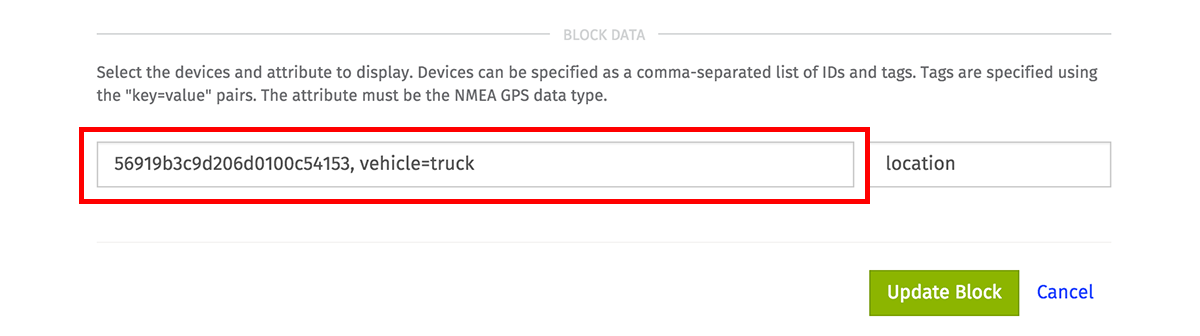 BLOCK DATA
Select the devices and attribute to display. Devices can be specified as a comma-separated list of IDs and tags. Tags are specified using
the "key=value" pairs. The attribute must be the NMEA GPS data type.
56919b3c9d206d0100c54153, vehicle=truck
location
Update Block
Cancel